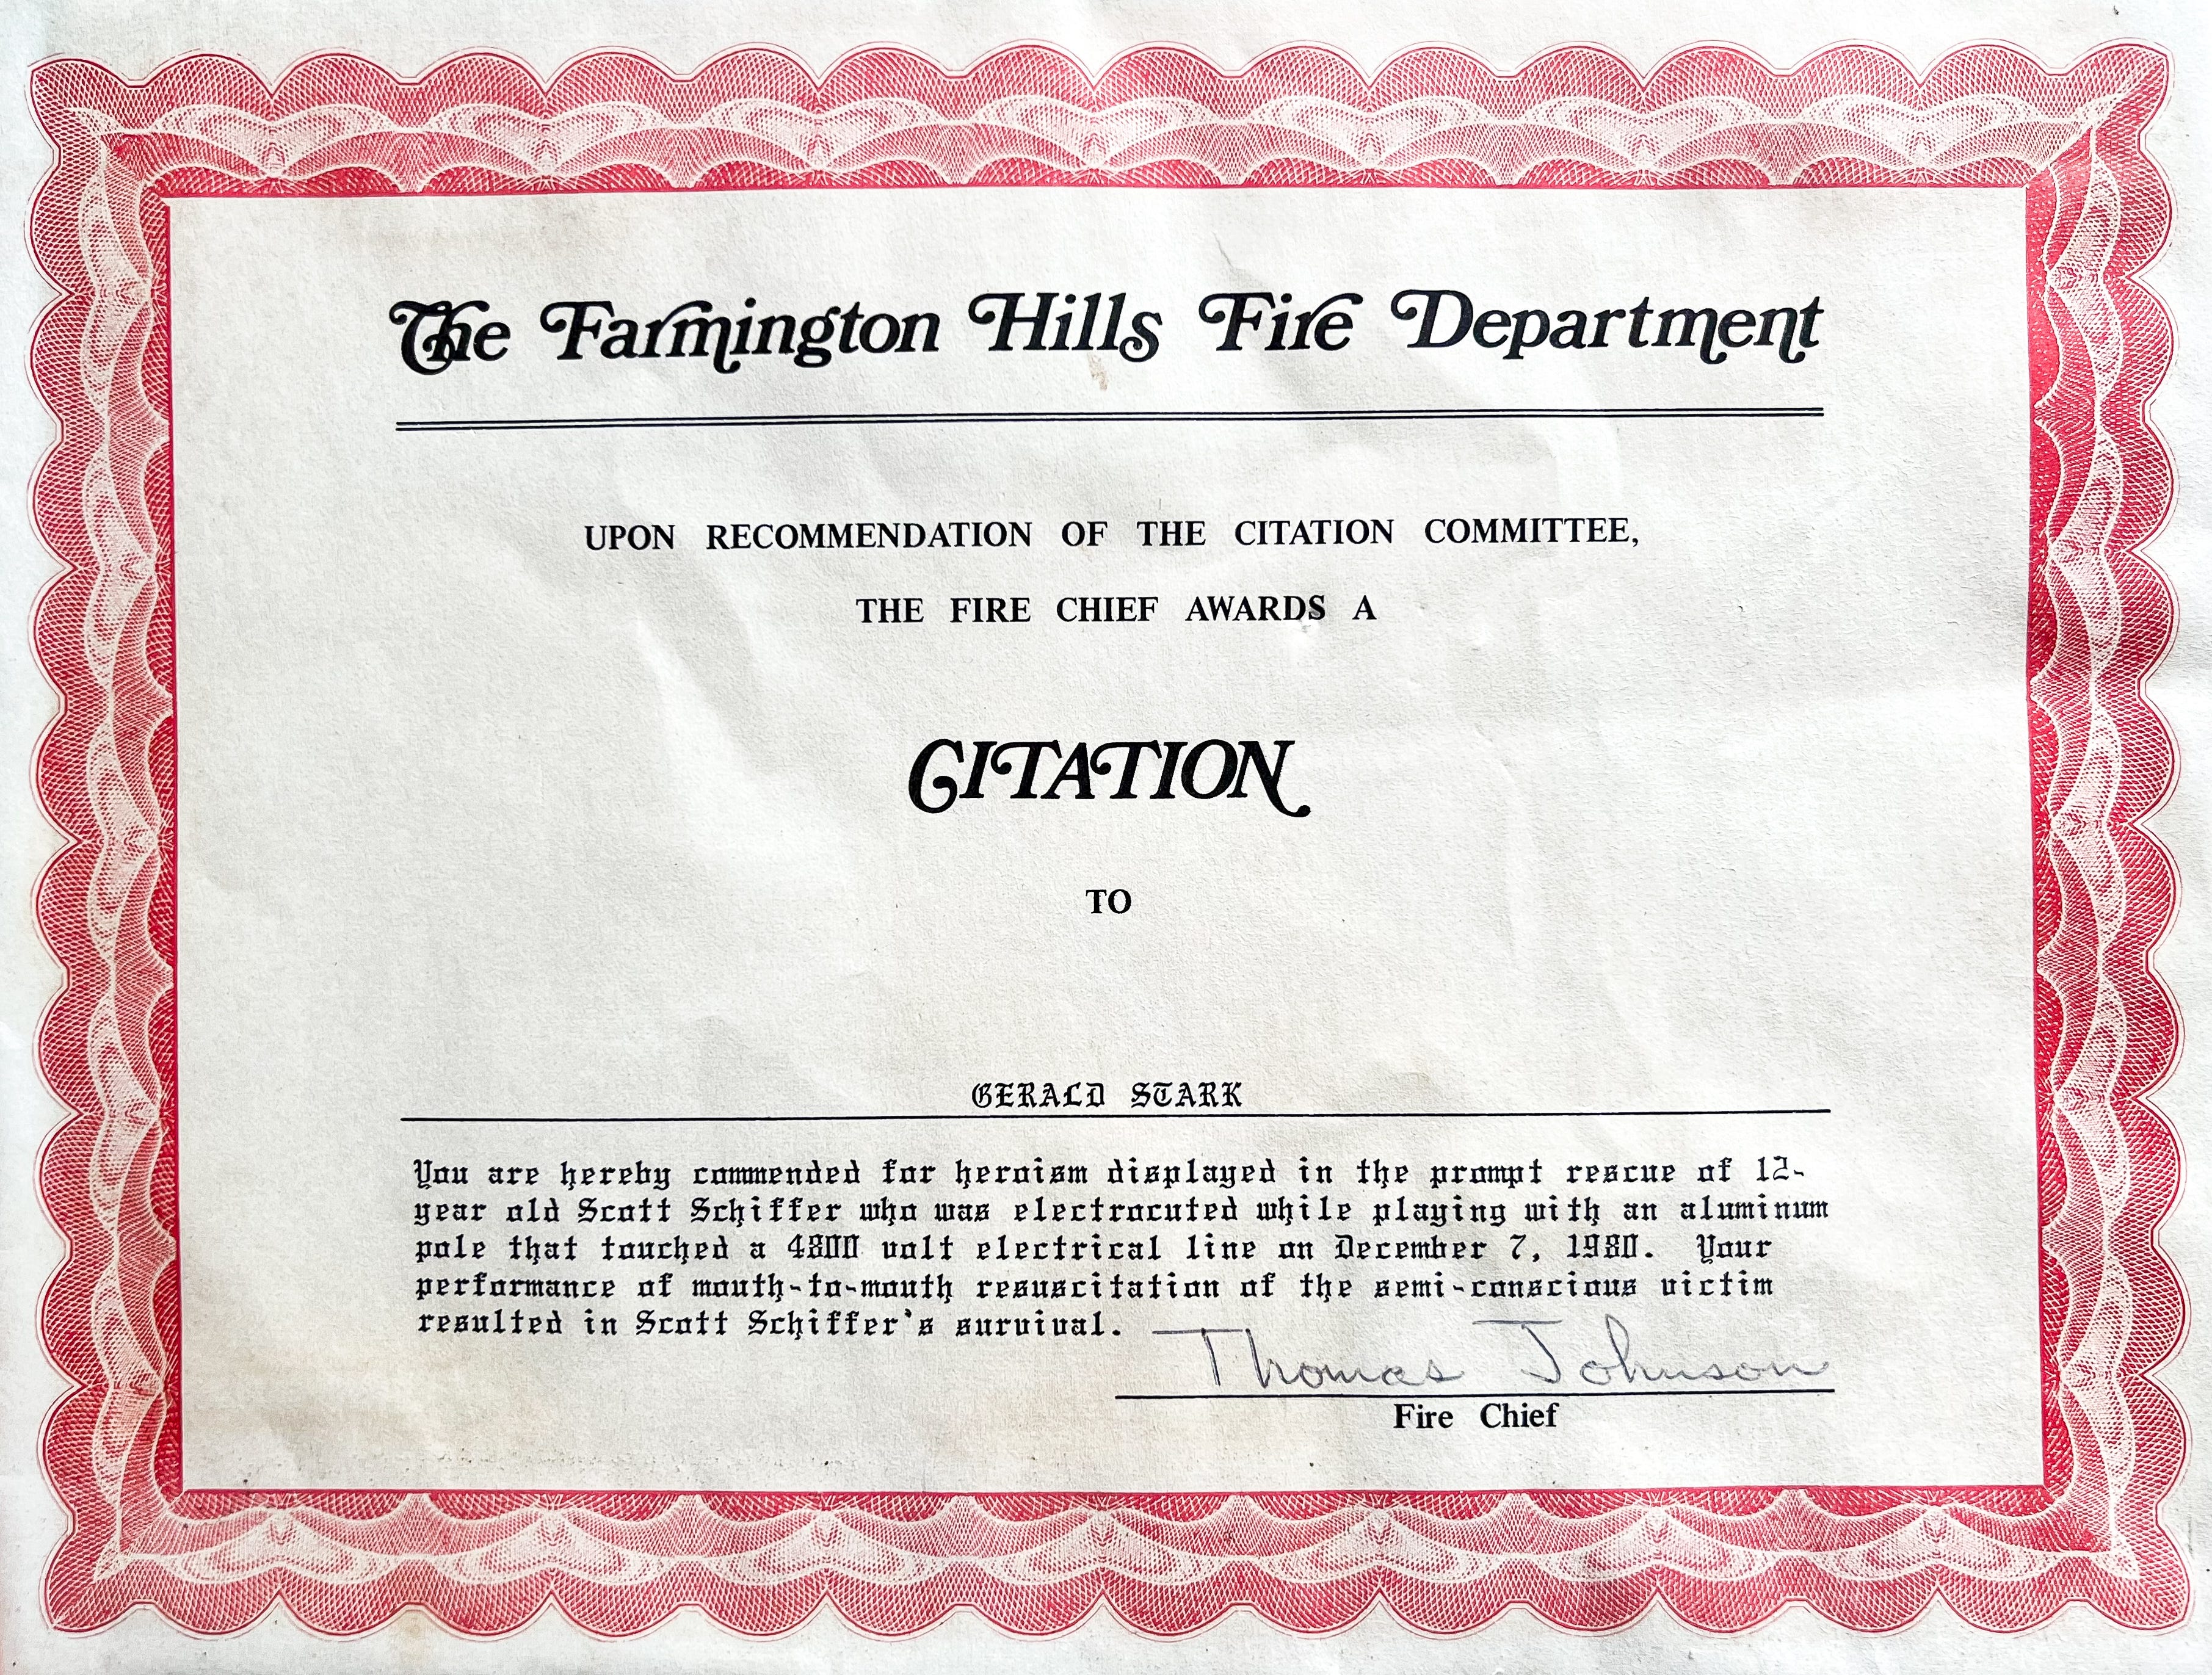 The Farmington Hills Fire Department
UPON RECOMMENDATION OF THE CITATION COMMITTEE,
THE FIRE CHIEF AWARDS A
CITATION
TO
GERALD STARK
You are hereby commended for heroism displayed in the prompt rescue of 12-
year old Scott Schiffer who was electrocuted while playing with an aluminum
pole that touched a 4800 volt electrical line on December 7, 1980. Your
performance of mouth-to-mouth resuscitation of the semi-conscious victim
resulted in Scott Schiffer's survival.
Thomas Johnson
Fire Chief